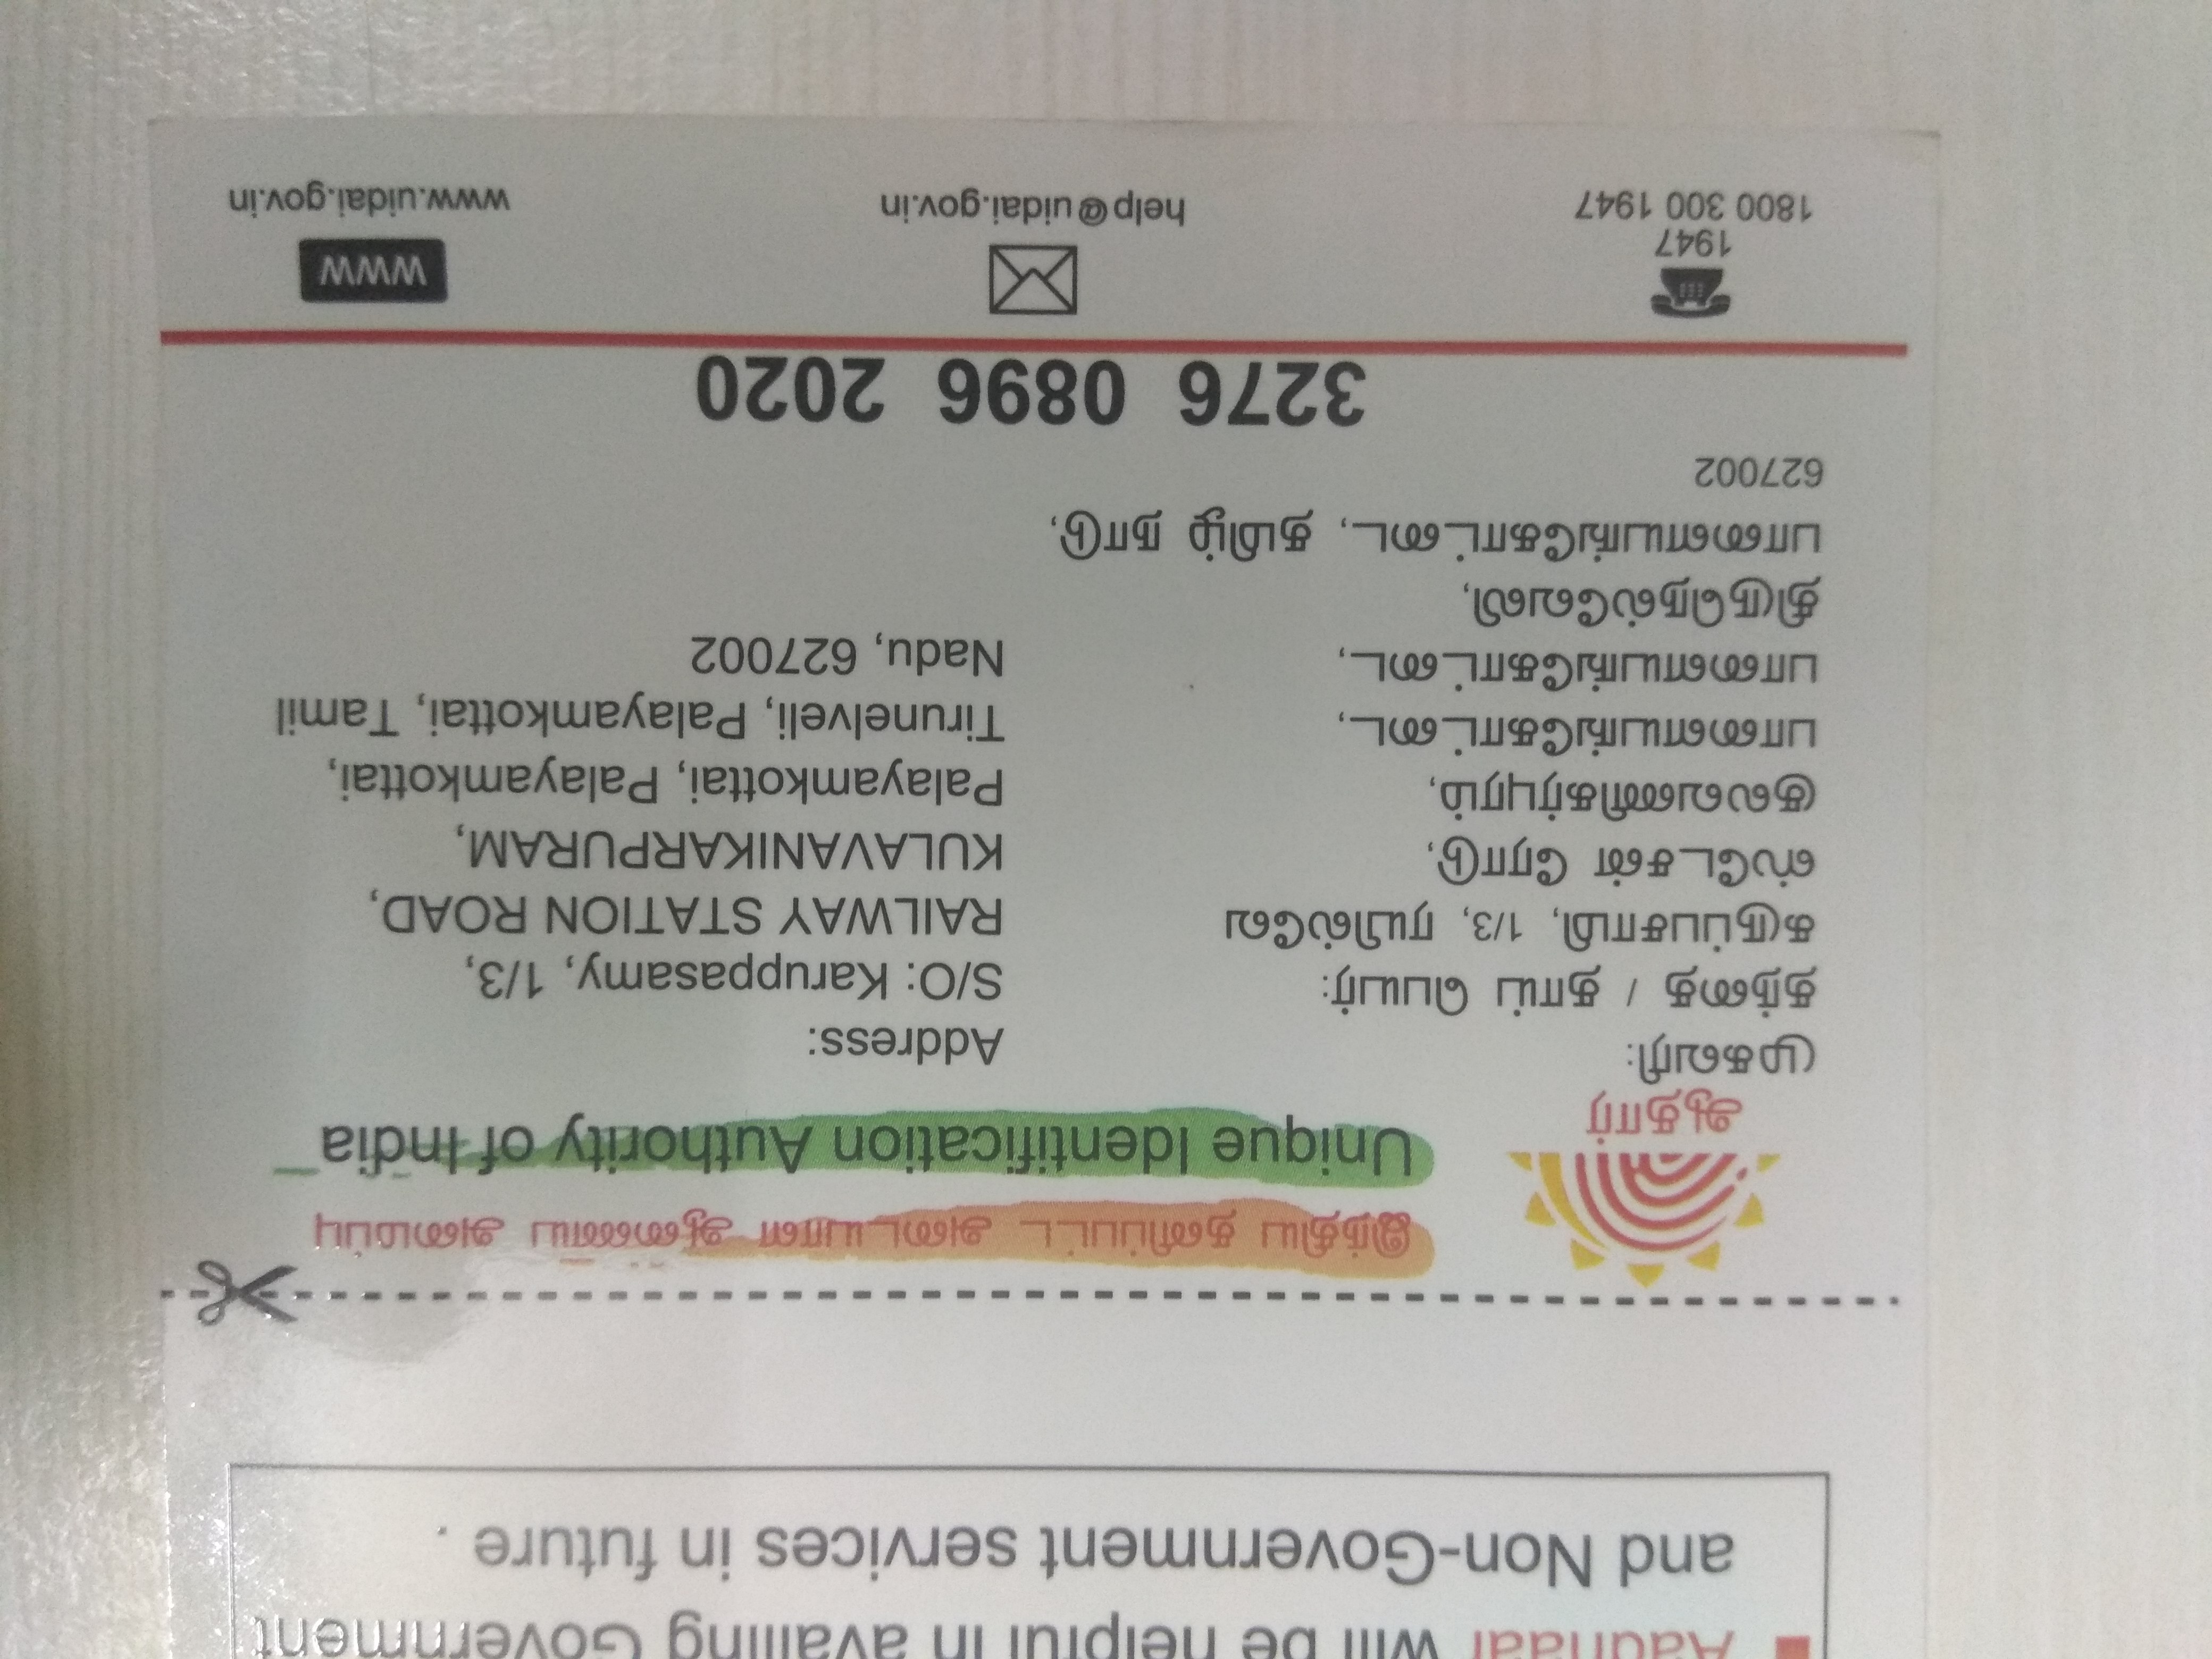 Aadhaar will be helpful in availing Government
and Non-Government services in future .
இந்திய தனிப்பட்ட அடையாள ஆணைய அமைப்பு
Unique Identification Authority of India
ஆதார்
முகவரி:
தந்தை / தாய் பெயர்:
கருப்பசாமி, 1/3, ரயில்வே
ஸ்டேசன் ரோடு,
குலவணிகர்புரம்,
பாளையங்கோட்டை,
பாளையங்கோட்டை,
திருநெல்வேலி,
பாளையங்கோட்டை, தமிழ் நாடு,
627002
Address:
S/O: Karuppasamy, 1/3,
RAILWAY STATION ROAD,
KULAVANIKARPURAM,
Palayamkottai, Palayamkottai,
Tirunelveli, Palayamkottai, Tamil
Nadu, 627002
3276 0896 2020
1947
1800 300 1947
help@uidai.gov.in
WWW
www.uidai.gov.in